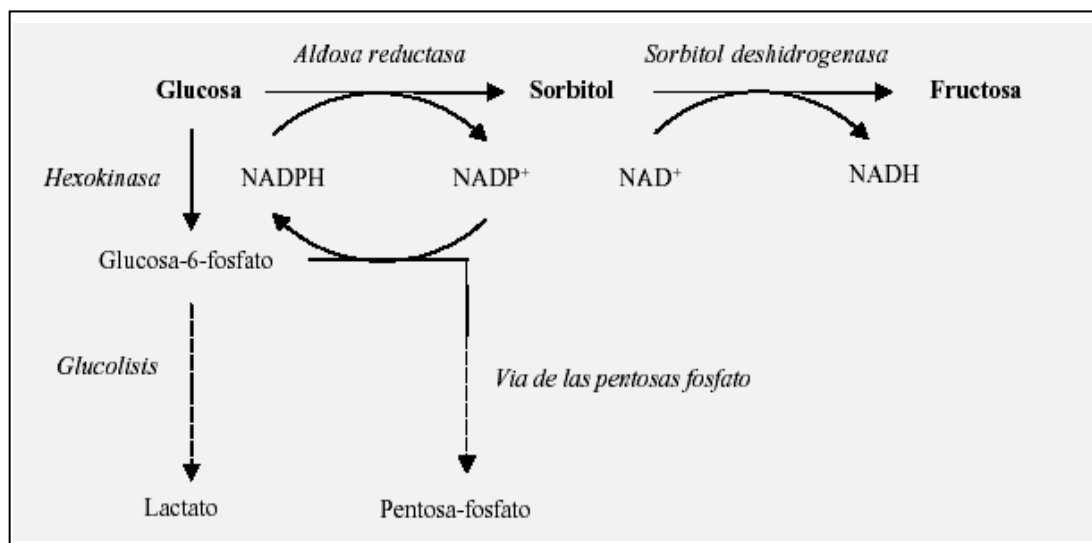 Aldosa reductasa
Sorbitol deshidrogenasa
Glucosa
Sorbitol
Fructosa
Hexokinasa
NADPH
NADP⁺
NAD⁺
NADH
Glucosa-6-fosfato
Glucolisis
Via de las pentosas fosfato
Lactato
Pentosa-fosfato